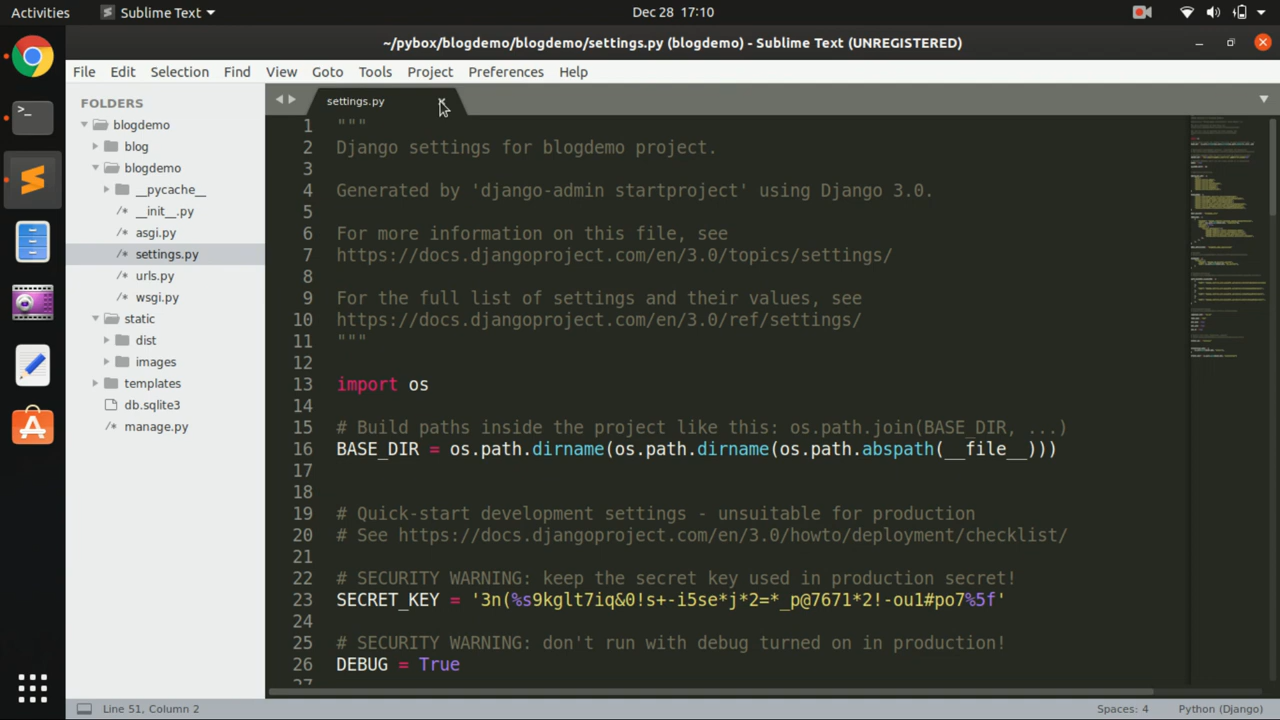 Activities Sublime Text Dec 28 17:10
~/pybox/blogdemo/blogdemo/settings.py (blogdemo) - Sublime Text (UNREGISTERED)
File Edit Selection Find View Goto Tools Project Preferences Help
FOLDERS
blogdemo
blog
blogdemo
__pycache__
/* __init__.py
/* asgi.py
/* settings.py
/* urls.py
/* wsgi.py
static
dist
images
templates
db.sqlite3
/* manage.py
settings.py
1 """
2 Django settings for blogdemo project.
3
4 Generated by 'django-admin startproject' using Django 3.0.
5
6 For more information on this file, see
7 https://docs.djangoproject.com/en/3.0/topics/settings/
8
9 For the full list of settings and their values, see
10 https://docs.djangoproject.com/en/3.0/ref/settings/
11 """
12
13 import os
14
15 # Build paths inside the project like this: os.path.join(BASE_DIR, ...)
16 BASE_DIR = os.path.dirname(os.path.dirname(os.path.abspath(__file__)))
17
18
19 # Quick-start development settings - unsuitable for production
20 # See https://docs.djangoproject.com/en/3.0/howto/deployment/checklist/
21
22 # SECURITY WARNING: keep the secret key used in production secret!
23 SECRET_KEY = '3n(%s9kglt7iq&0!s+-i5se*j*2=*_p@7671*2!-ou1#po7%5f'
24
25 # SECURITY WARNING: don't run with debug turned on in production!
26 DEBUG = True
27
Line 51, Column 2 Spaces: 4 Python (Django)